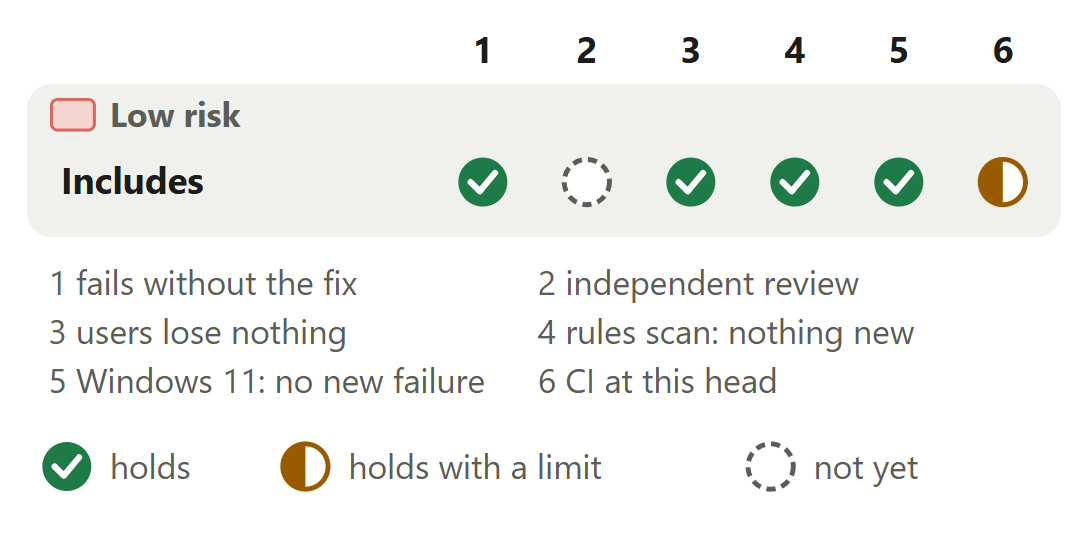 1 2 3 4 5 6
Low risk
Includes
1 fails without the fix
2 independent review
3 users lose nothing
4 rules scan: nothing new
5 Windows 11: no new failure
6 CI at this head
holds
holds with a limit
not yet